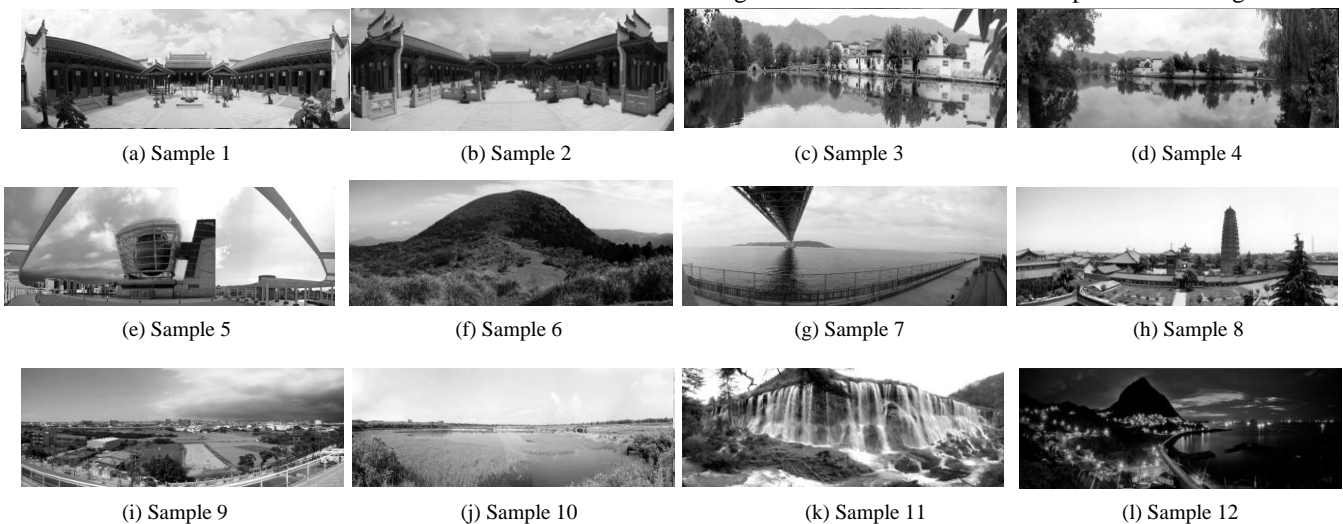 (a) Sample 1
(b) Sample 2
(c) Sample 3
(d) Sample 4
(e) Sample 5
(f) Sample 6
(g) Sample 7
(h) Sample 8
(i) Sample 9
(j) Sample 10
(k) Sample 11
(l) Sample 12